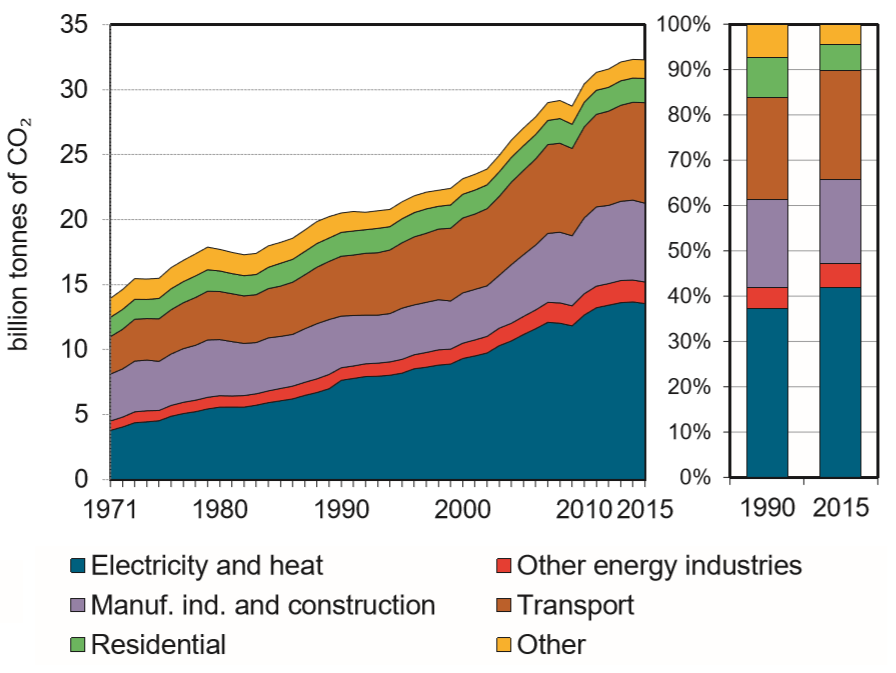 billion tonnes of CO₂
35
30
25
20
15
10
5
0
1971 1980 1990 2000 2010 2015
100%
90%
80%
70%
60%
50%
40%
30%
20%
10%
0%
1990 2015
Electricity and heat
Other energy industries
Manuf. ind. and construction
Transport
Residential
Other